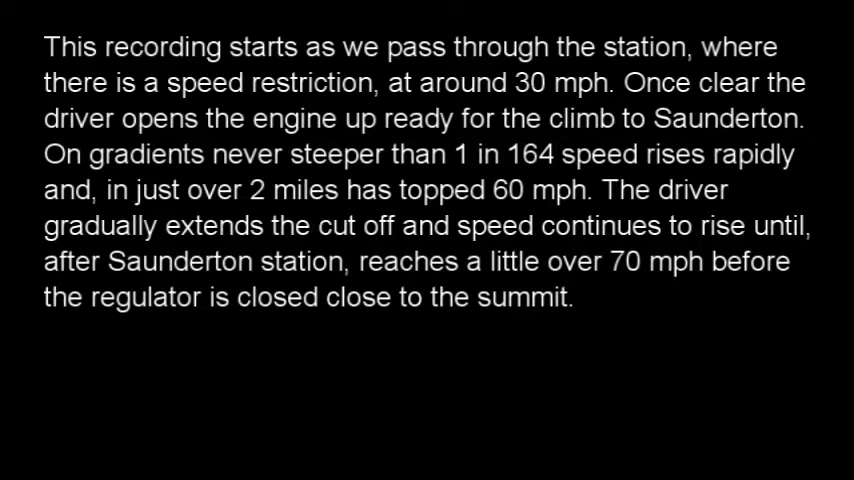 This recording starts as we pass through the station, where
there is a speed restriction, at around 30 mph. Once clear the
driver opens the engine up ready for the climb to Saunderton.
On gradients never steeper than 1 in 164 speed rises rapidly
and, in just over 2 miles has topped 60 mph. The driver
gradually extends the cut off and speed continues to rise until,
after Saunderton station, reaches a little over 70 mph before
the regulator is closed close to the summit.